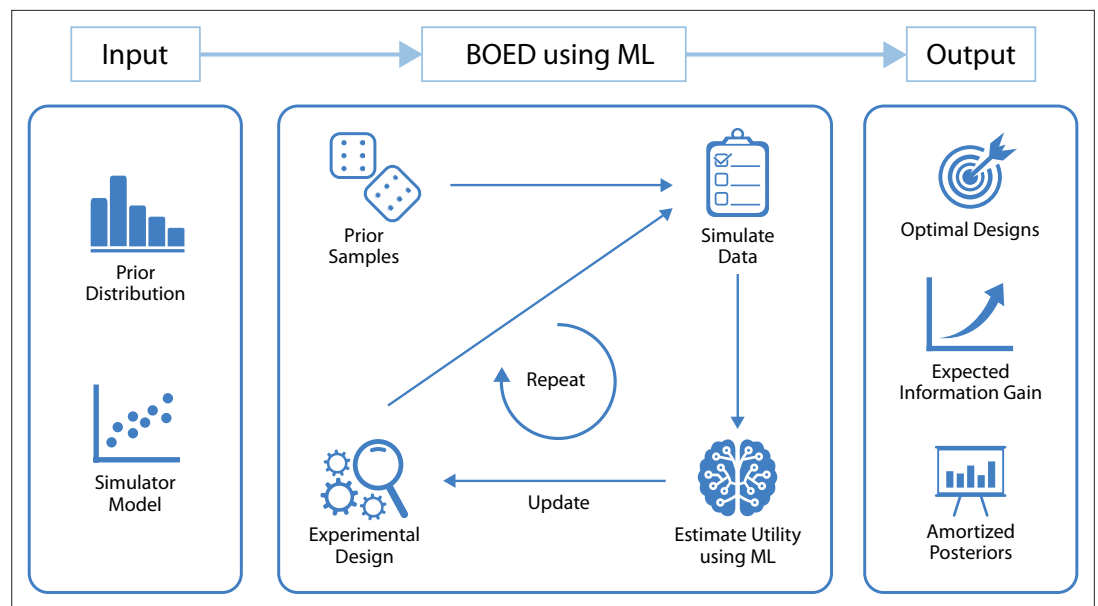 Input
BOED using ML
Output
Prior
Distribution
Simulator
Model
Prior
Samples
Simulate
Data
Repeat
Experimental
Design
Update
Estimate Utility
using ML
Optimal Designs
Expected
Information Gain
Amortized
Posteriors